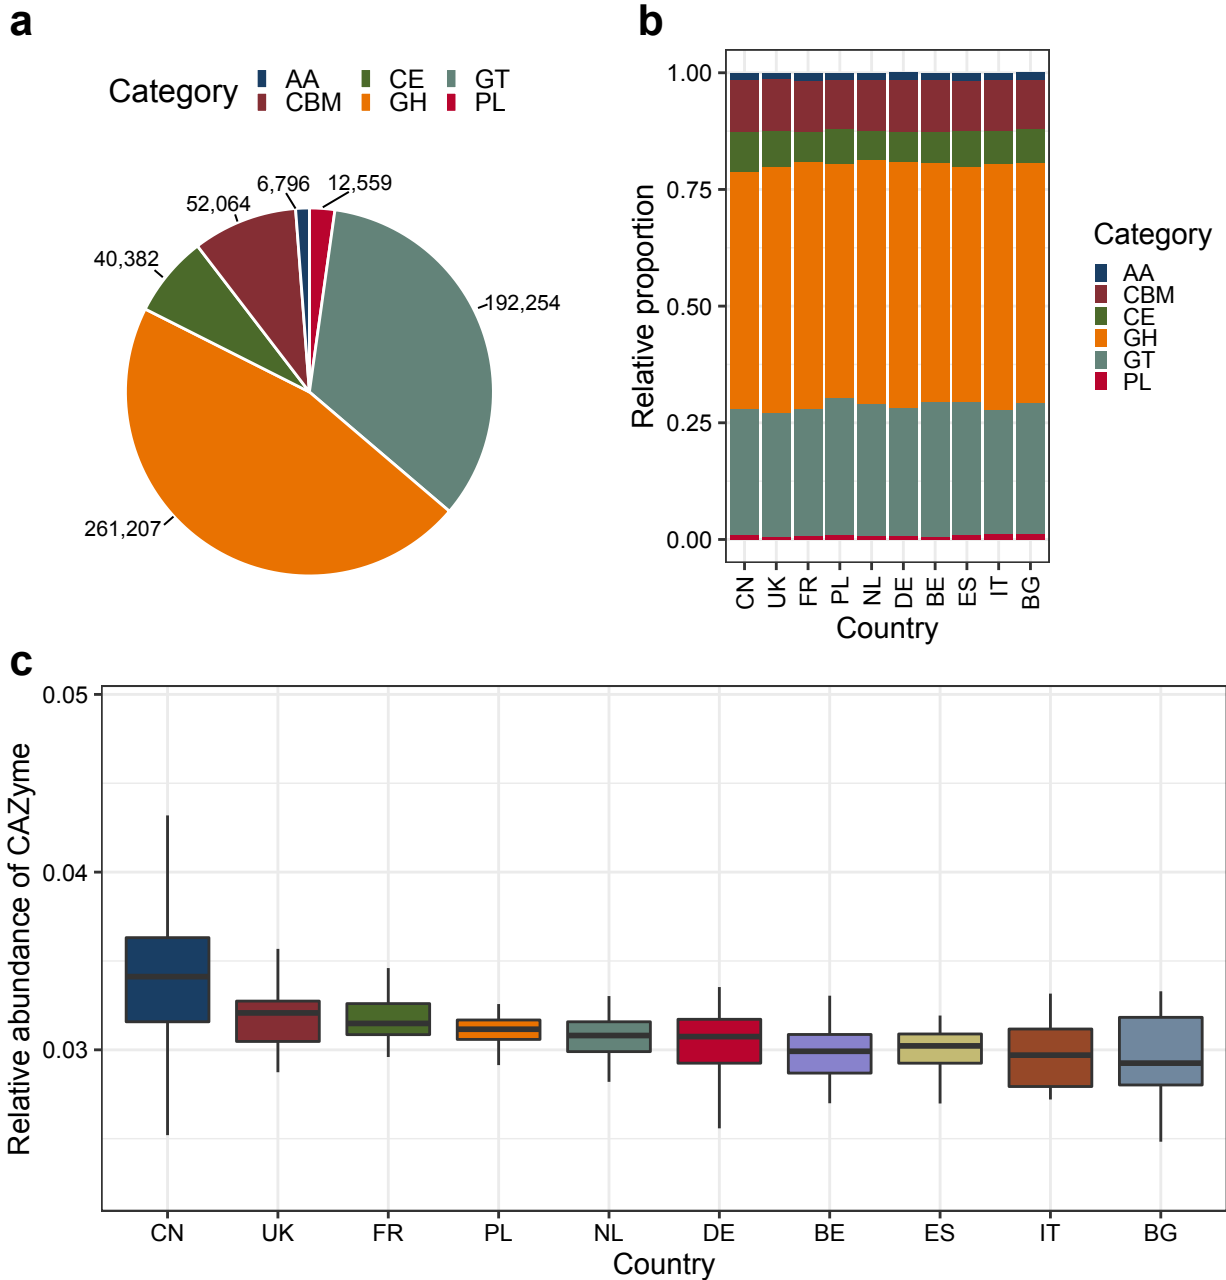 a
Category AA CE GT
CBM GH PL
6,796 12,559
52,064
40,382
192,254
261,207
b
1.00
0.75
0.50
0.25
0.00
Relative proportion
CN UK FR PL NL DE BE ES IT BG
Country
Category
AA
CBM
CE
GH
GT
PL
c
0.05
0.04
0.03
Relative abundance of CAZyme
CN UK FR PL NL DE BE ES IT BG
Country